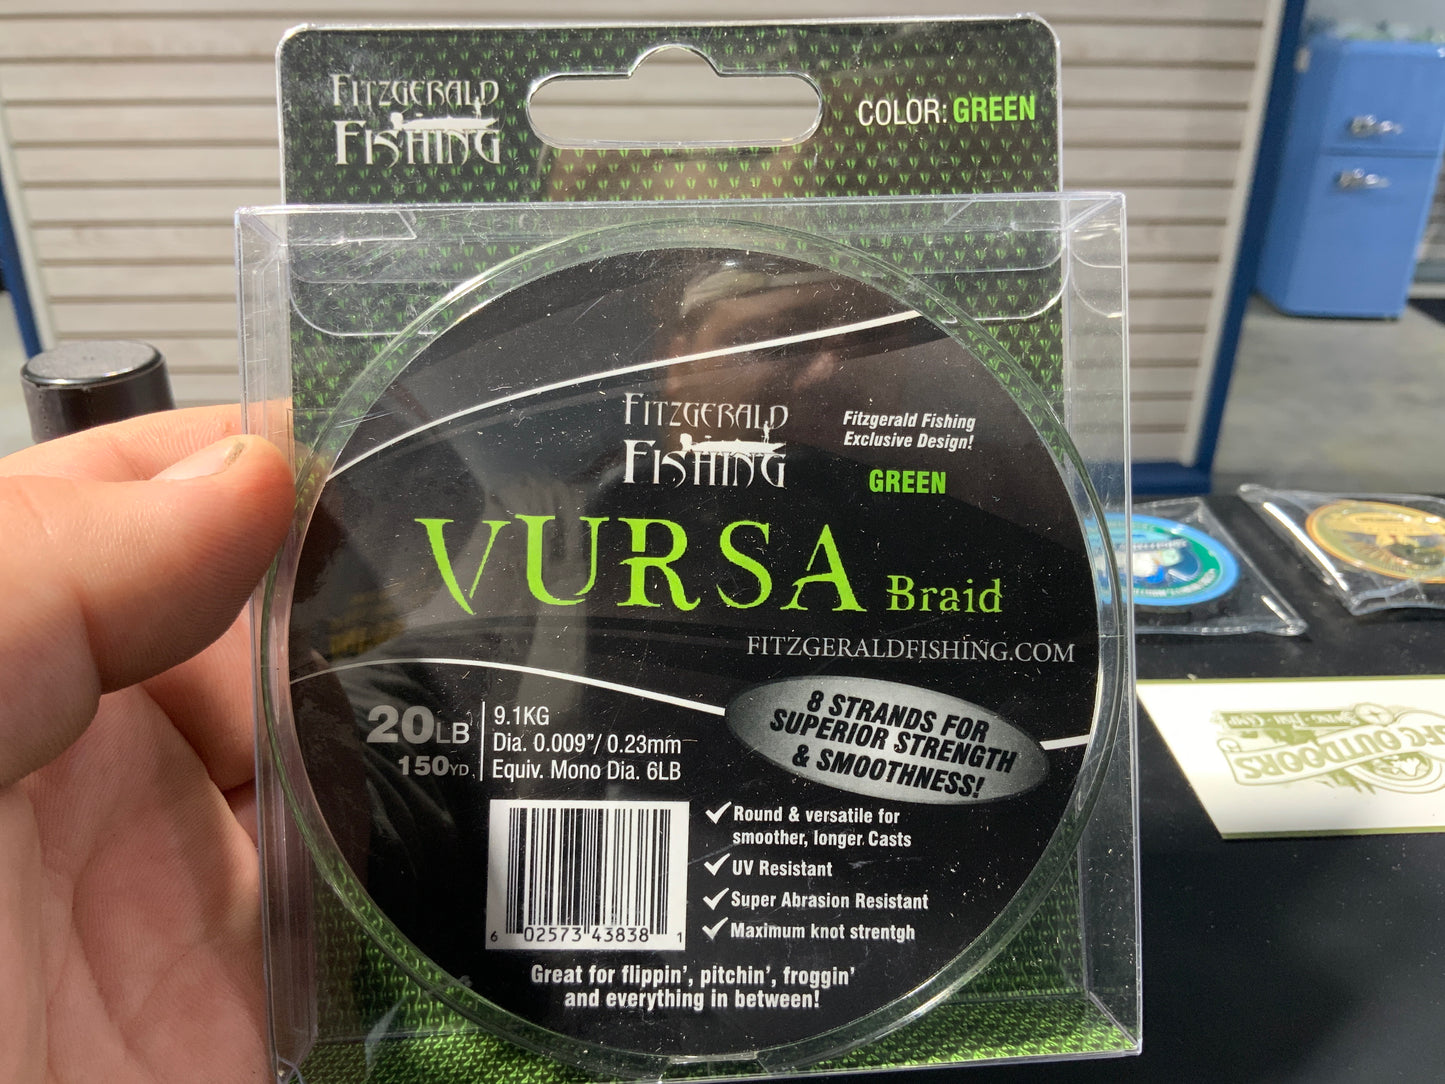 FITZGERALD
FISHING
COLOR: GREEN
FITZGERALD
FISHING
Fitzgerald Fishing
Exclusive Design!
GREEN
VURSA Braid
FITZGERALDFISHING.COM
20LB
150YD.
9.1KG
Dia. 0.009”/ 0.23mm
Equiv. Mono Dia. 6LB
8 STRANDS FOR
SUPERIOR STRENGTH
& SMOOTHNESS!
Round & versatile for
smoother, longer Casts
UV Resistant
Super Abrasion Resistant
Maximum knot strentgh
6 02573 43838 1
Great for flippin’, pitchin’, froggin’
and everything in between!
OUTDOORS